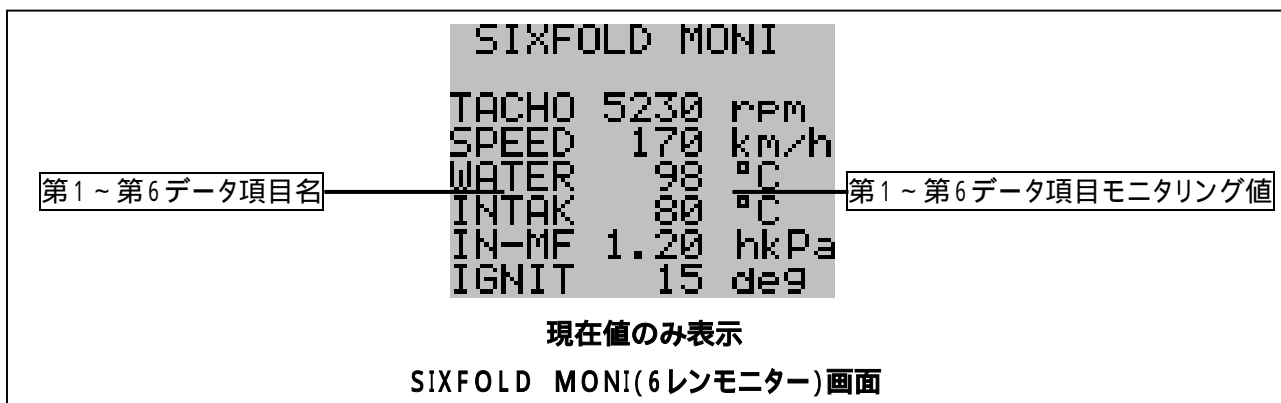 SIXFOLD MONI
TACHO 5230 rpm
SPEED 170 km/h
WATER 98 °C
第1~第6データ項目名
第1~第6データ項目モニタリング値
INTAK 80 °C
IN-MF 1.20 hkPa
IGNIT 15 deg
現在値のみ表示
SIXFOLD MONI(6レンモニター)画面